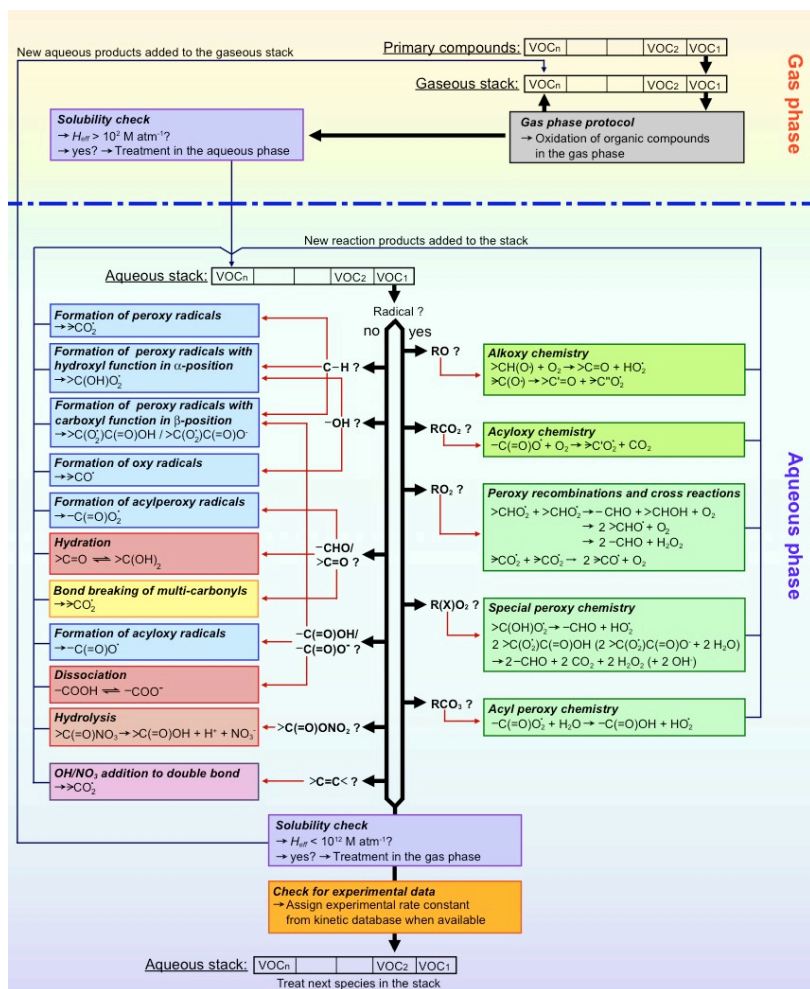 New aqueous products added to the gaseous stack
Primary compounds: VOCn VOC2 VOC1
Gaseous stack: VOCn VOC2 VOC1
Gas phase
Solubility check
→ Heff > 10² M atm⁻¹?
→ yes? → Treatment in the aqueous phase
Gas phase protocol
→ Oxidation of organic compounds
in the gas phase
New reaction products added to the stack
Aqueous stack: VOCn VOC2 VOC1
Radical ?
no yes
Aqueous phase
Formation of peroxy radicals
→⩾CO₂•
Formation of peroxy radicals with
hydroxyl function in α-position
→>C(OH)O₂•
Formation of peroxy radicals with
carboxyl function in β-position
→>C(O₂•)C(=O)OH / >C(O₂•)C(=O)O⁻
Formation of oxy radicals
→⩾CO•
Formation of acylperoxy radicals
→−C(=O)O₂•
Hydration
>C=O ⇌ >C(OH)₂
Bond breaking of multi-carbonyls
→⩾CO₂•
Formation of acyloxy radicals
→−C(=O)O•
Dissociation
−COOH ⇌ −COO⁻
Hydrolysis
>C(=O)NO₃→>C(=O)OH + H⁺ + NO₃⁻
OH/NO₃ addition to double bond
→⩾CO₂•
C−H ?
−OH ?
−CHO/
>C=O ?
−C(=O)OH/
−C(=O)O⁻ ?
>C(=O)ONO₂ ?
>C=C< ?
RO ?
Alkoxy chemistry
>CH(O•) + O₂→>C=O + HO₂•
⩾C(O•)→>C'=O + ⩾C"O₂•
RCO₂ ?
Acyloxy chemistry
−C(=O)O• + O₂→⩾C'O₂• + CO₂
RO₂ ?
Peroxy recombinations and cross reactions
>CHO₂• + >CHO₂•→−CHO + >CHOH + O₂
→ 2 >CHO• + O₂
→ 2 −CHO + H₂O₂
⩾CO₂• + ⩾CO₂•→ 2 ⩾CO• + O₂
R(X)O₂ ?
Special peroxy chemistry
>C(OH)O₂•→−CHO + HO₂•
2 >C(O₂•)C(=O)OH (2 >C(O₂•)C(=O)O⁻ + 2 H₂O)
→ 2 −CHO + 2 CO₂ + 2 H₂O₂ (+ 2 OH⁻)
RCO₃ ?
Acyl peroxy chemistry
−C(=O)O₂• + H₂O→−C(=O)OH + HO₂•
Solubility check
→ Heff < 10¹² M atm⁻¹?
→ yes? → Treatment in the gas phase
Check for experimental data
→ Assign experimental rate constant
from kinetic database when available
Aqueous stack: VOCn VOC2 VOC1
Treat next species in the stack